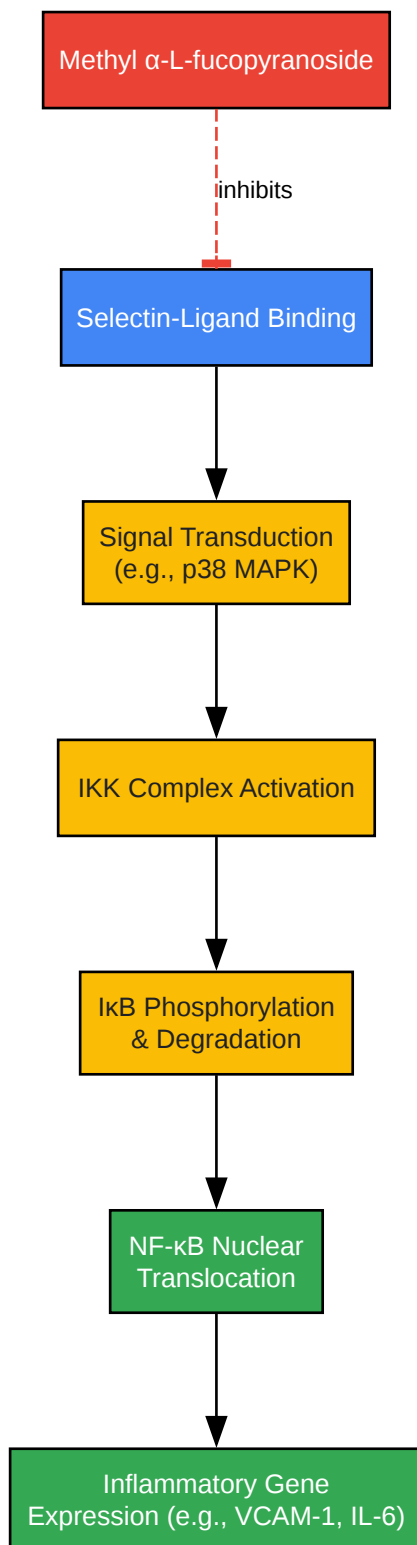 Methyl α-L-fucopyranoside
inhibits
Selectin-Ligand Binding
Signal Transduction
(e.g., p38 MAPK)
IKK Complex Activation
IκB Phosphorylation
& Degradation
NF-κB Nuclear
Translocation
Inflammatory Gene
Expression (e.g., VCAM-1, IL-6)